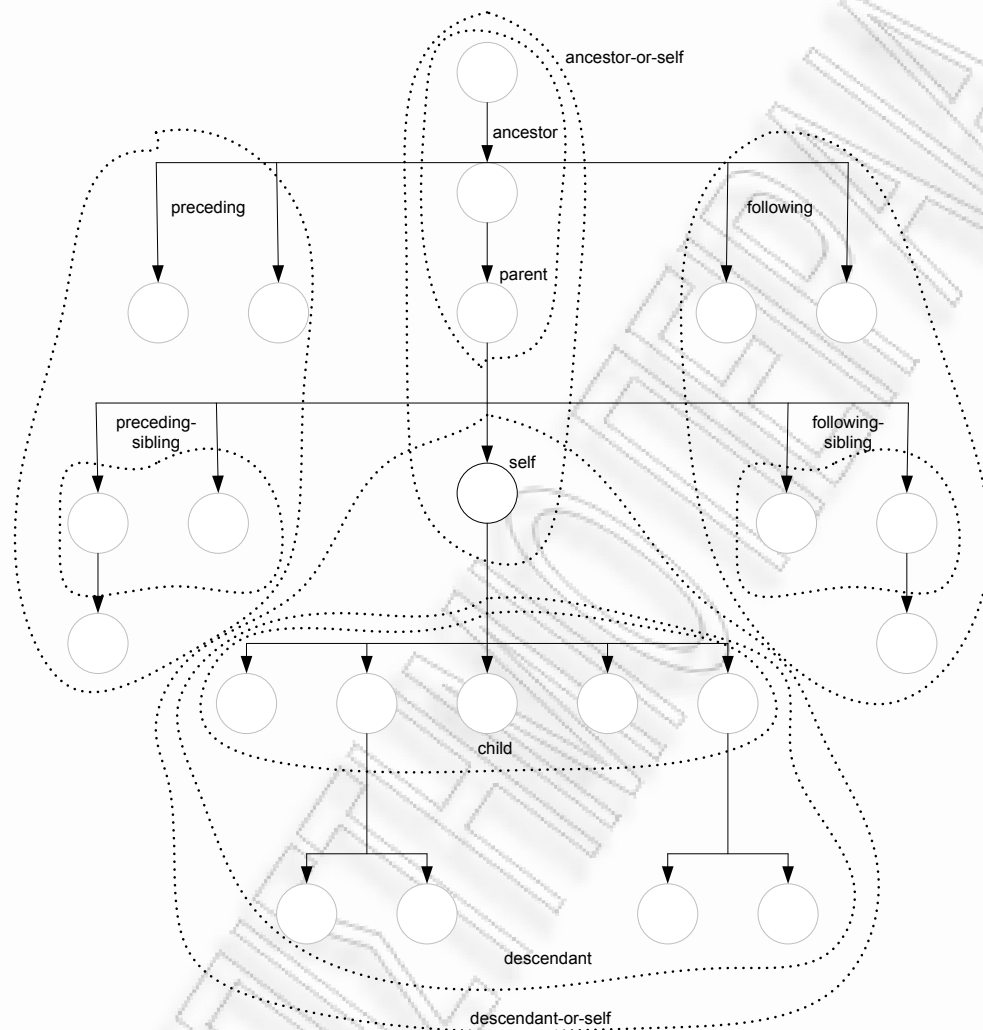 ancestor-or-self
ancestor
preceding
following
parent
preceding-
sibling
following-
sibling
self
child
descendant
descendant-or-self